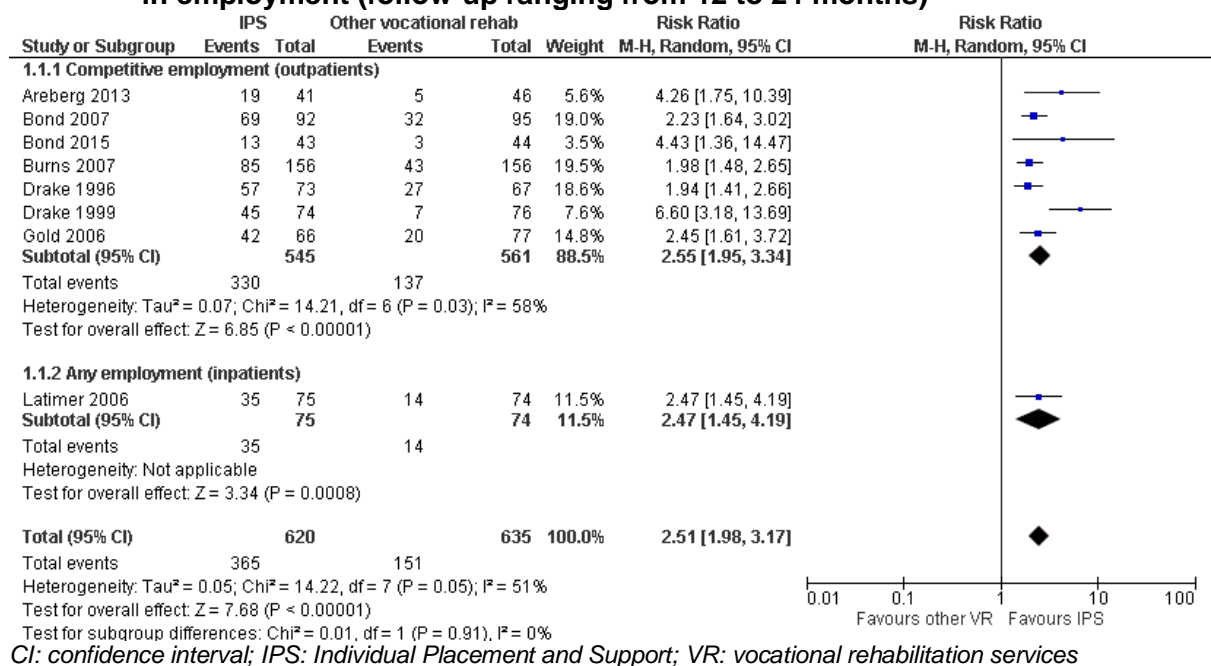 in employment (follow-up ranging from 12 to 24 months)
IPS Other vocational rehab Risk Ratio Risk Ratio
Study or Subgroup Events Total Events Total Weight M-H, Random, 95% CI M-H, Random, 95% CI
1.1.1 Competitive employment (outpatients)
Areberg 2013 19 41 5 46 5.6% 4.26 [1.75, 10.39]
Bond 2007 69 92 32 95 19.0% 2.23 [1.64, 3.02]
Bond 2015 13 43 3 44 3.5% 4.43 [1.36, 14.47]
Burns 2007 85 156 43 156 19.5% 1.98 [1.48, 2.65]
Drake 1996 57 73 27 67 18.6% 1.94 [1.41, 2.66]
Drake 1999 45 74 7 76 7.6% 6.60 [3.18, 13.69]
Gold 2006 42 66 20 77 14.8% 2.45 [1.61, 3.72]
Subtotal (95% CI) 545 561 88.5% 2.55 [1.95, 3.34]
Total events 330 137
Heterogeneity: Tau² = 0.07; Chi² = 14.21, df = 6 (P = 0.03); I² = 58%
Test for overall effect: Z = 6.85 (P < 0.00001)
1.1.2 Any employment (inpatients)
Latimer 2006 35 75 14 74 11.5% 2.47 [1.45, 4.19]
Subtotal (95% CI) 75 74 11.5% 2.47 [1.45, 4.19]
Total events 35 14
Heterogeneity: Not applicable
Test for overall effect: Z = 3.34 (P = 0.0008)
Total (95% CI) 620 635 100.0% 2.51 [1.98, 3.17]
Total events 365 151
Heterogeneity: Tau² = 0.05; Chi² = 14.22, df = 7 (P = 0.05); I² = 51%
Test for overall effect: Z = 7.68 (P < 0.00001)
Test for subgroup differences: Chi² = 0.01, df = 1 (P = 0.91), I² = 0%
0.01 0.1 1 10 100
Favours other VR Favours IPS
CI: confidence interval; IPS: Individual Placement and Support; VR: vocational rehabilitation services